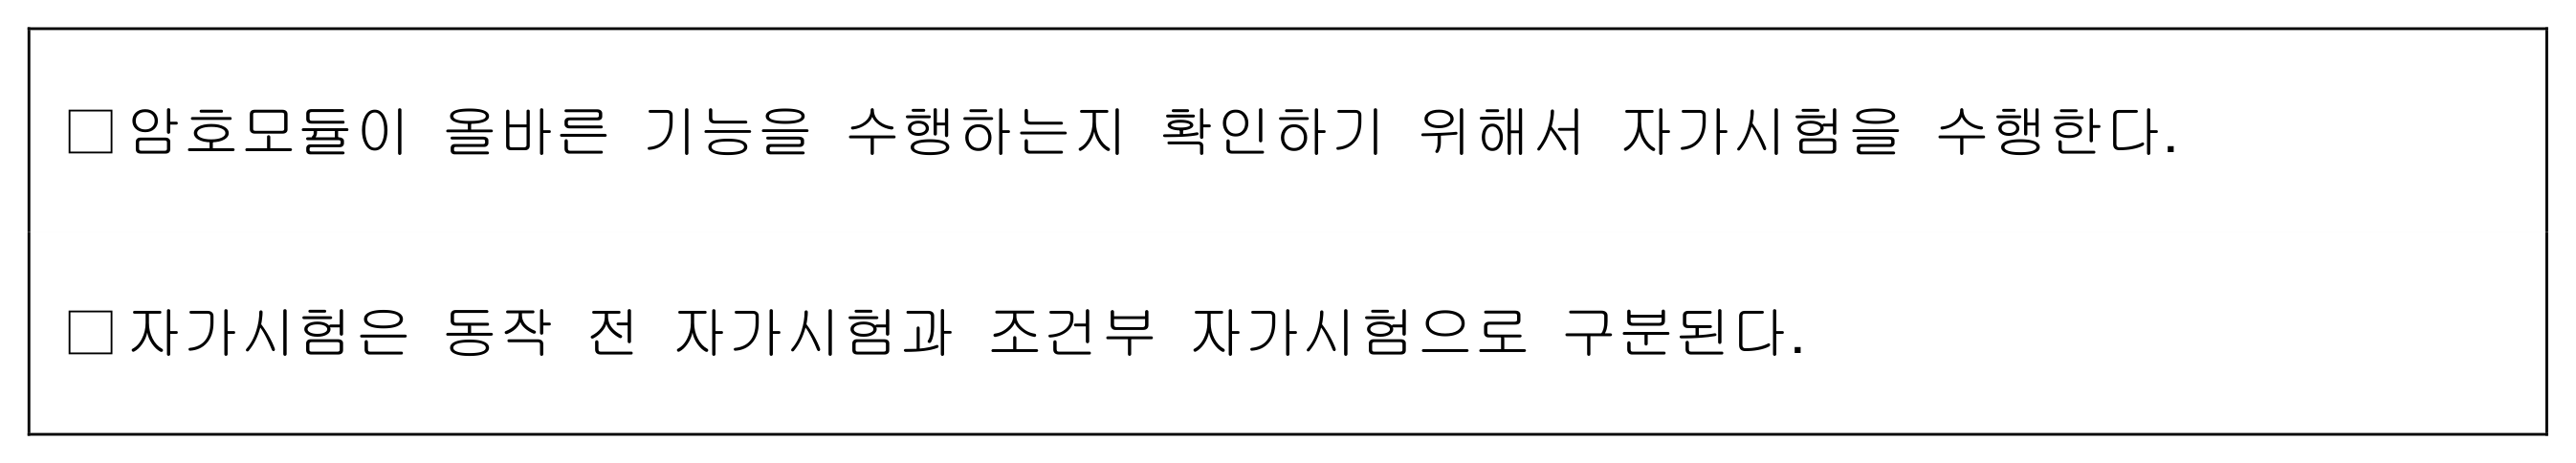 □ 암호모듈이 올바른 기능을 수행하는지 확인하기 위해서 자가시험을 수행한다.
□ 자가시험은 동작 전 자가시험과 조건부 자가시험으로 구분된다.